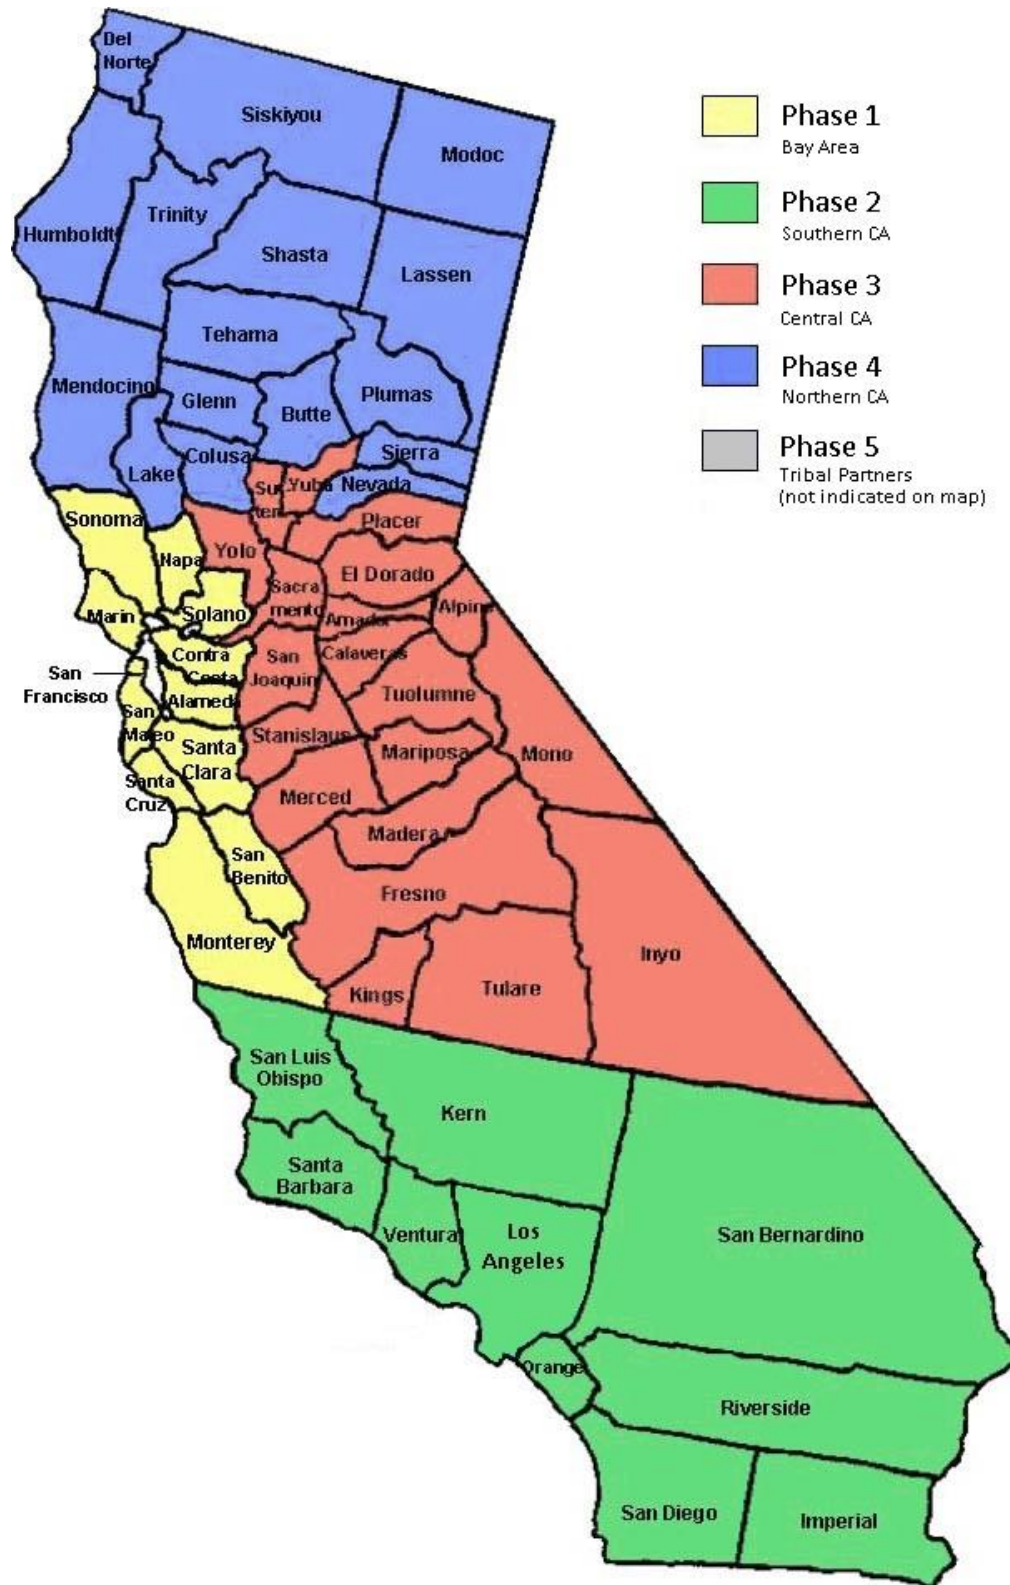 Del
Norte
Siskiyou
Modoc
Humboldt
Trinity
Shasta
Lassen
Tehama
Mendocino
Glenn
Butte
Plumas
Lake
Colusa
Sierra
Nevada
Sut
ter
Yuba
Placer
Sonoma
Napa
Yolo
El Dorado
Sacra
mento
Alpine
Marin
Solano
Amador
Contra
Costa
San
Joaquin
Calaveras
San
Francisco
Alameda
Tuolumne
San
Mateo
Santa
Clara
Stanislaus
Mariposa
Mono
Santa
Cruz
Merced
Madera
San
Benito
Fresno
Monterey
Kings
Tulare
Inyo
San Luis
Obispo
Kern
Santa
Barbara
Ventura
Los
Angeles
San Bernardino
Orange
Riverside
San Diego
Imperial
Phase 1
Bay Area
Phase 2
Southern CA
Phase 3
Central CA
Phase 4
Northern CA
Phase 5
Tribal Partners
(not indicated on map)